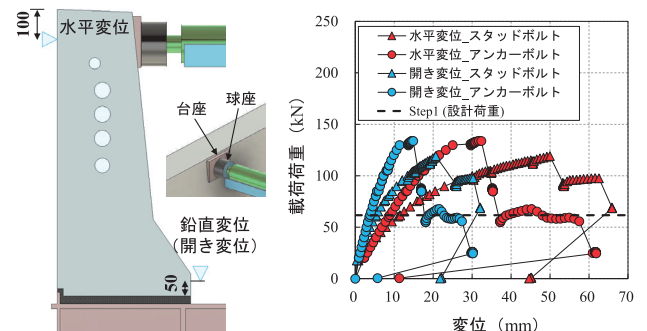 100
水平変位
台座
球座
鉛直変位
(開き変位)
50
載荷荷重 (kN)
250
200
150
100
50
0
水平変位_スタッドボルト
水平変位_アンカーボルト
開き変位_スタッドボルト
開き変位_アンカーボルト
Step1 (設計荷重)
0 10 20 30 40 50 60 70
変位 (mm)